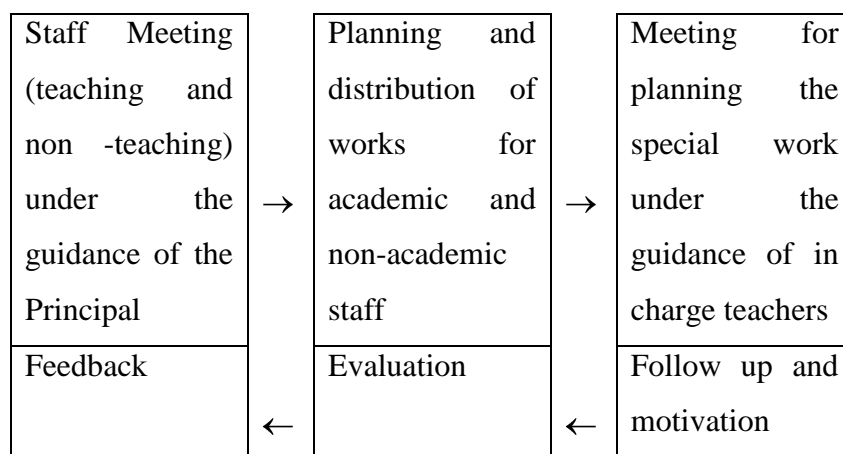 Staff Meeting
(teaching and
non -teaching)
under the
guidance of the
Principal
→
Planning and
distribution of
works for
academic and
non-academic
staff
→
Meeting for
planning the
special work
under the
guidance of in
charge teachers
Feedback
←
Evaluation
←
Follow up and
motivation